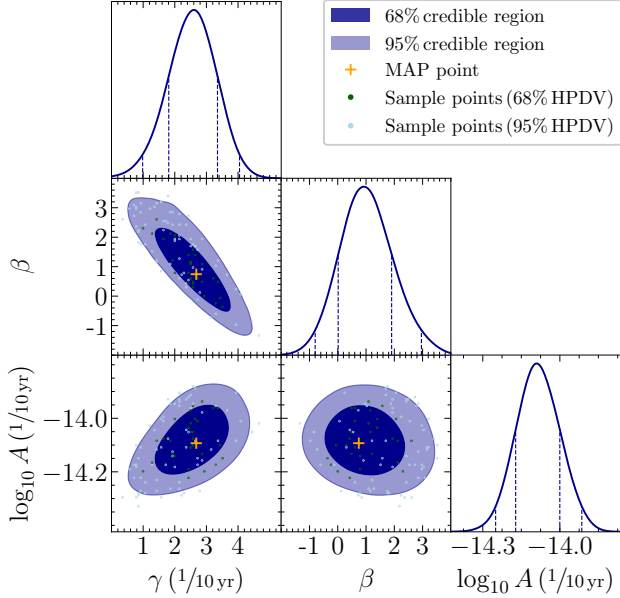 68% credible region
95% credible region
MAP point
Sample points (68% HPDV)
Sample points (95% HPDV)
β
3
2
1
0
-1
log₁₀ A (1/10 yr)
−14.0
−14.2
1 2 3 4
-1 0 1 2 3
−14.3 −14.0
γ (1/10 yr)
β
log₁₀ A (1/10 yr)